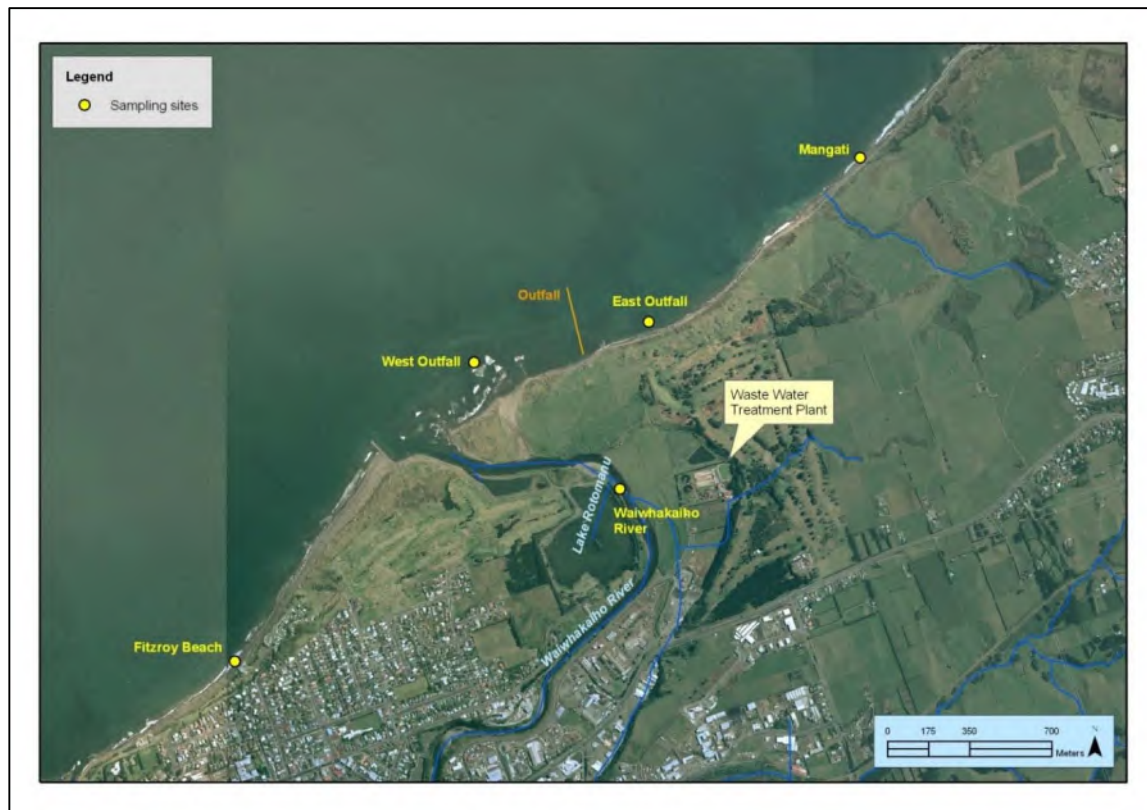 Legend
Sampling sites
Mangati
Outfall
East Outfall
West Outfall
Waste Water
Treatment Plant
Lake Rotomanu
Waiwhakaiho
River
Waiwhakaiho River
Fitzroy Beach
0 175 350 700
Meters
N